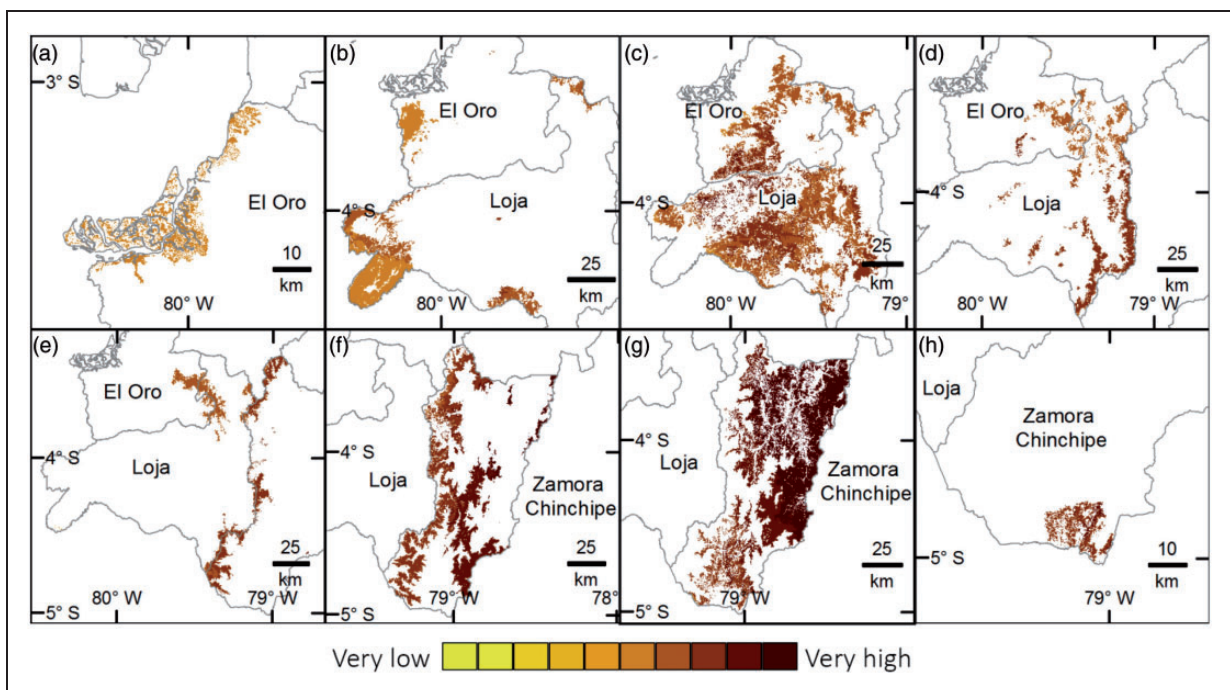 (a)
3° S
El Oro
10
km
80° W
(b)
El Oro
Loja
4° S
25
km
80° W
(c)
El Oro
Loja
4° S
25
km
80° W
79°
(d)
El Oro
4° S
Loja
25
km
80° W
79° W
(e)
El Oro
4° S
Loja
25
km
80° W
79° W
5° S
(f)
4° S
Loja
Zamora
Chinchipe
25
km
79° W
5° S
78°
(g)
4° S
Loja
Zamora
Chinchipe
25
km
79° W
5° S
(h)
Loja
Zamora
Chinchipe
5° S
10
km
79° W
Very low
Very high